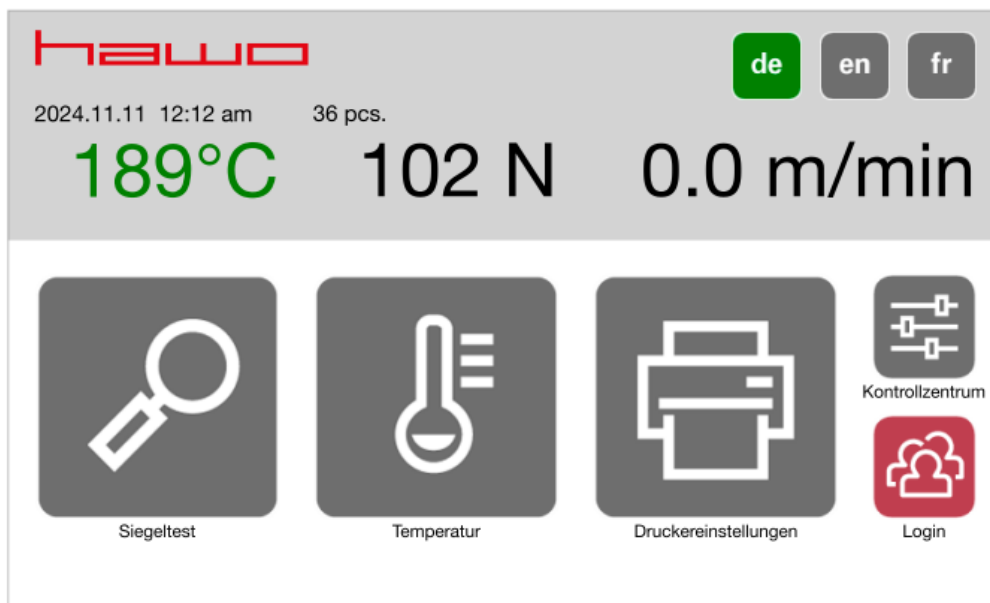 hawo
de en fr
2024.11.11 12:12 am 36 pcs.
189°C 102 N 0.0 m/min
Kontrollzentrum
Siegeltest Temperatur Druckereinstellungen Login